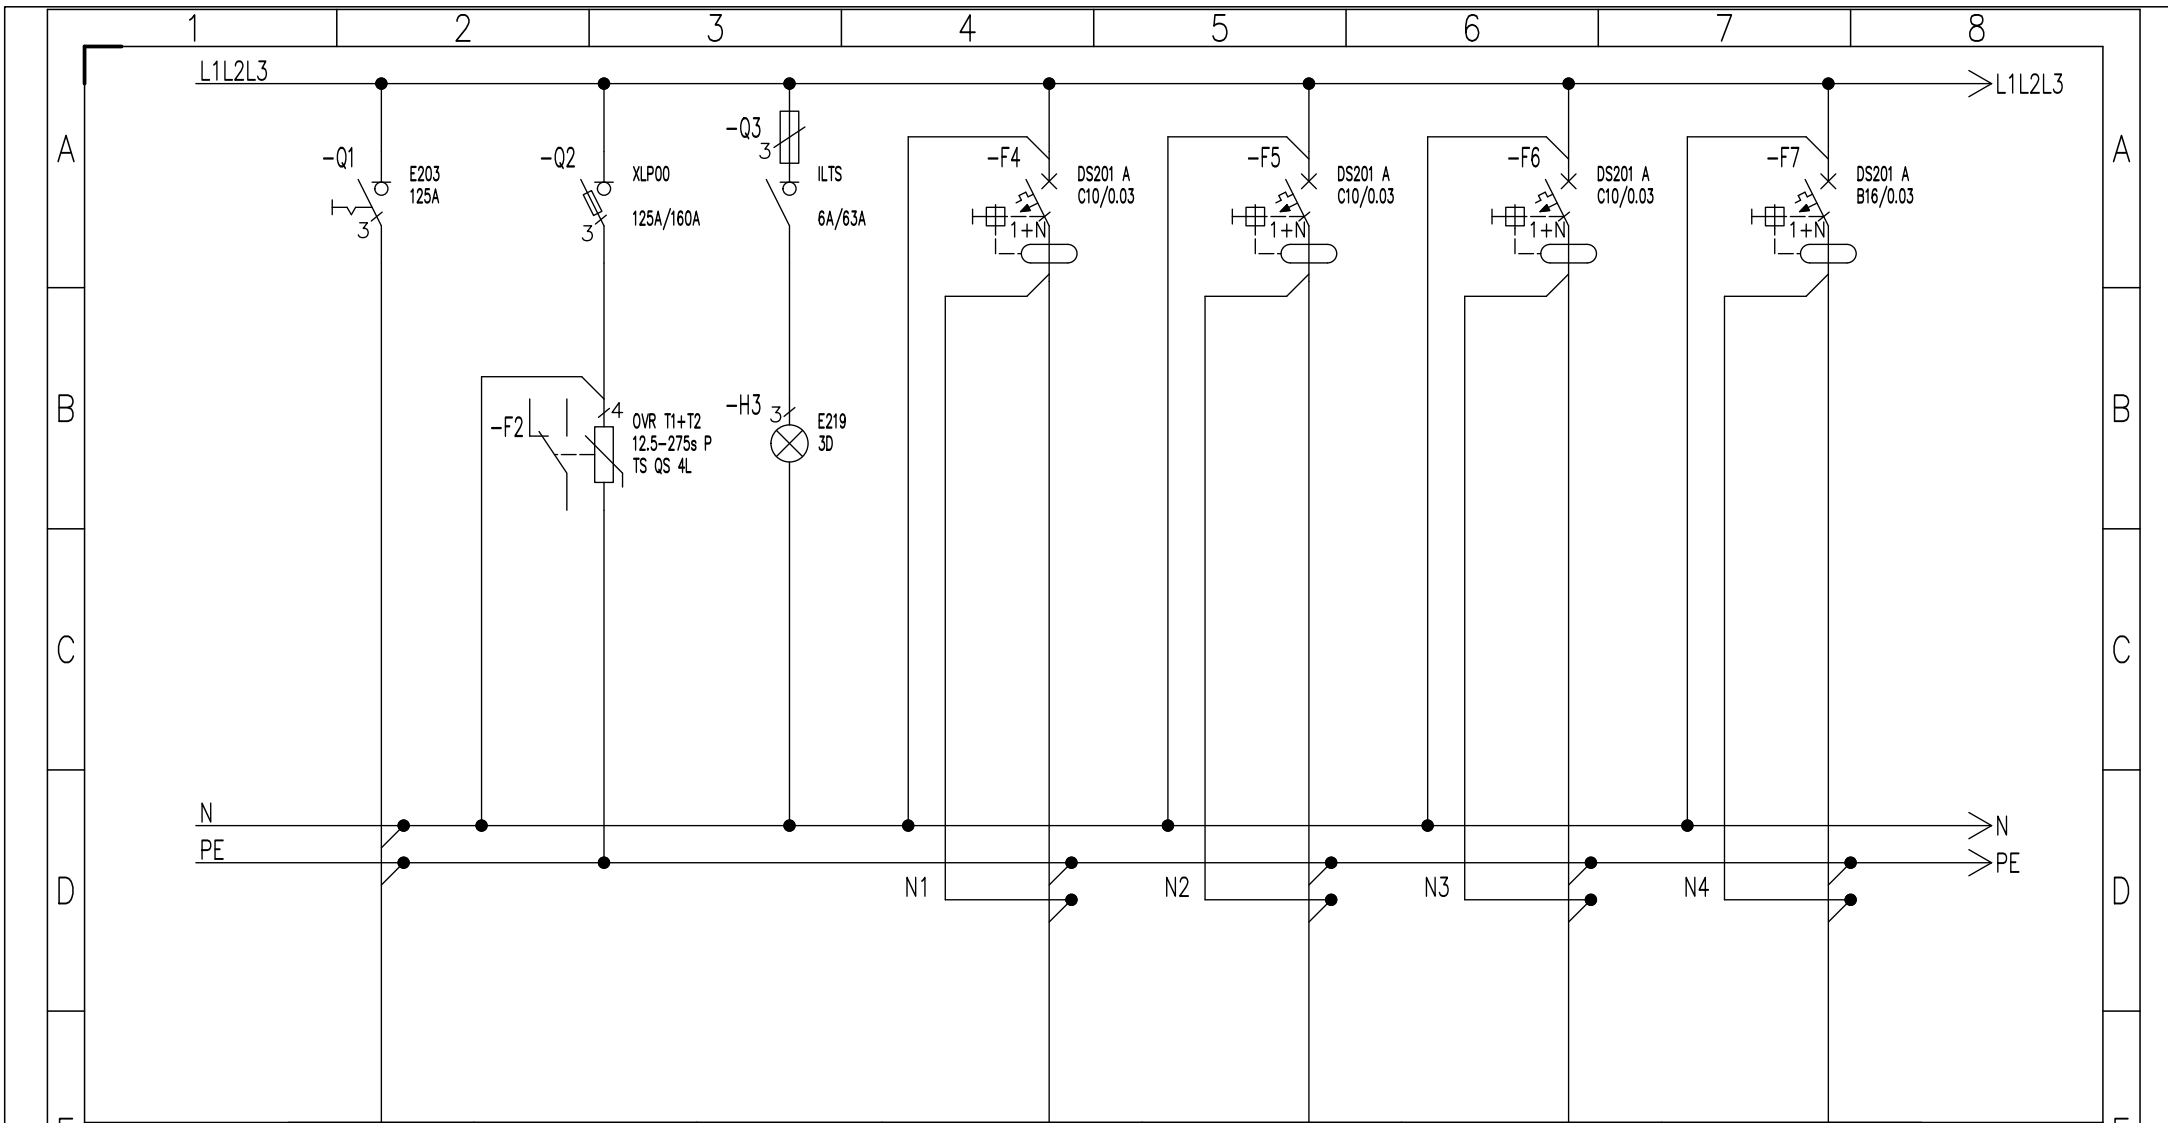 1 2 3 4 5 6 7 8
L1L2L3
L1L2L3
A
A
-Q1
E203
125A
3
-Q2
XLP00
125A/160A
3
-Q3
3
ILTS
6A/63A
-F4
DS201 A
C10/0.03
1+N
-F5
DS201 A
C10/0.03
1+N
-F6
DS201 A
C10/0.03
1+N
-F7
DS201 A
B16/0.03
1+N
B
B
-F2
4
OVR T1+T2
12.5-275s P
TS QS 4L
-H3
3
E219
3D
C
C
N
N
PE
PE
D
D
N1
N2
N3
N4